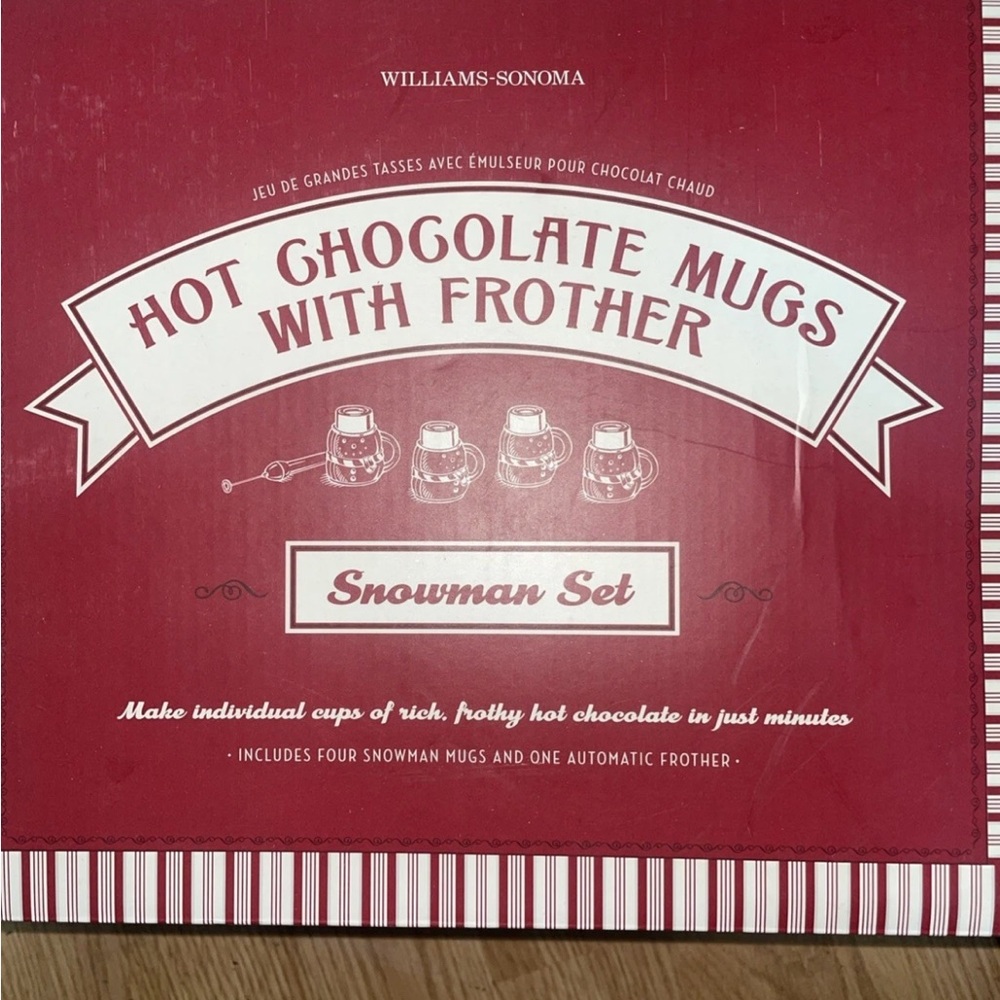 WILLIAMS-SONOMA
JEU DE GRANDES TASSES AVEC ÉMULSEUR POUR CHOCOLAT CHAUD
HOT CHOCOLATE MUGS
WITH FROTHER
Snowman Set
Make individual cups of rich, frothy hot chocolate in just minutes
· INCLUDES FOUR SNOWMAN MUGS AND ONE AUTOMATIC FROTHER ·